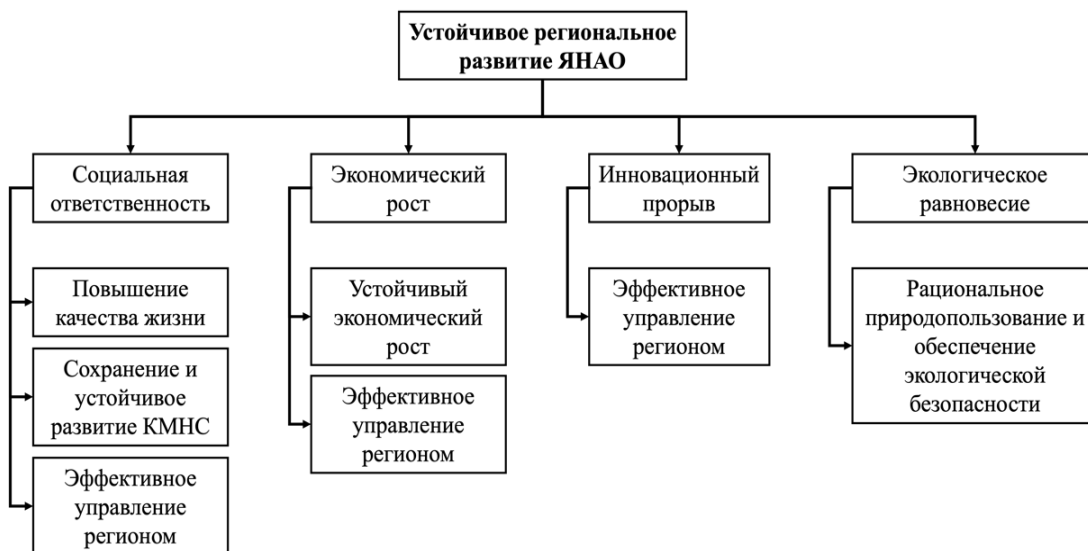 Устойчивое региональное
развитие ЯНАО
Социальная
ответственность
Экономический
рост
Инновационный
прорыв
Экологическое
равновесие
Повышение
качества жизни
Сохранение и
устойчивое
развитие КМНС
Эффективное
управление
регионом
Устойчивый
экономический
рост
Эффективное
управление
регионом
Эффективное
управление
регионом
Рациональное
природопользование и
обеспечение
экологической
безопасности